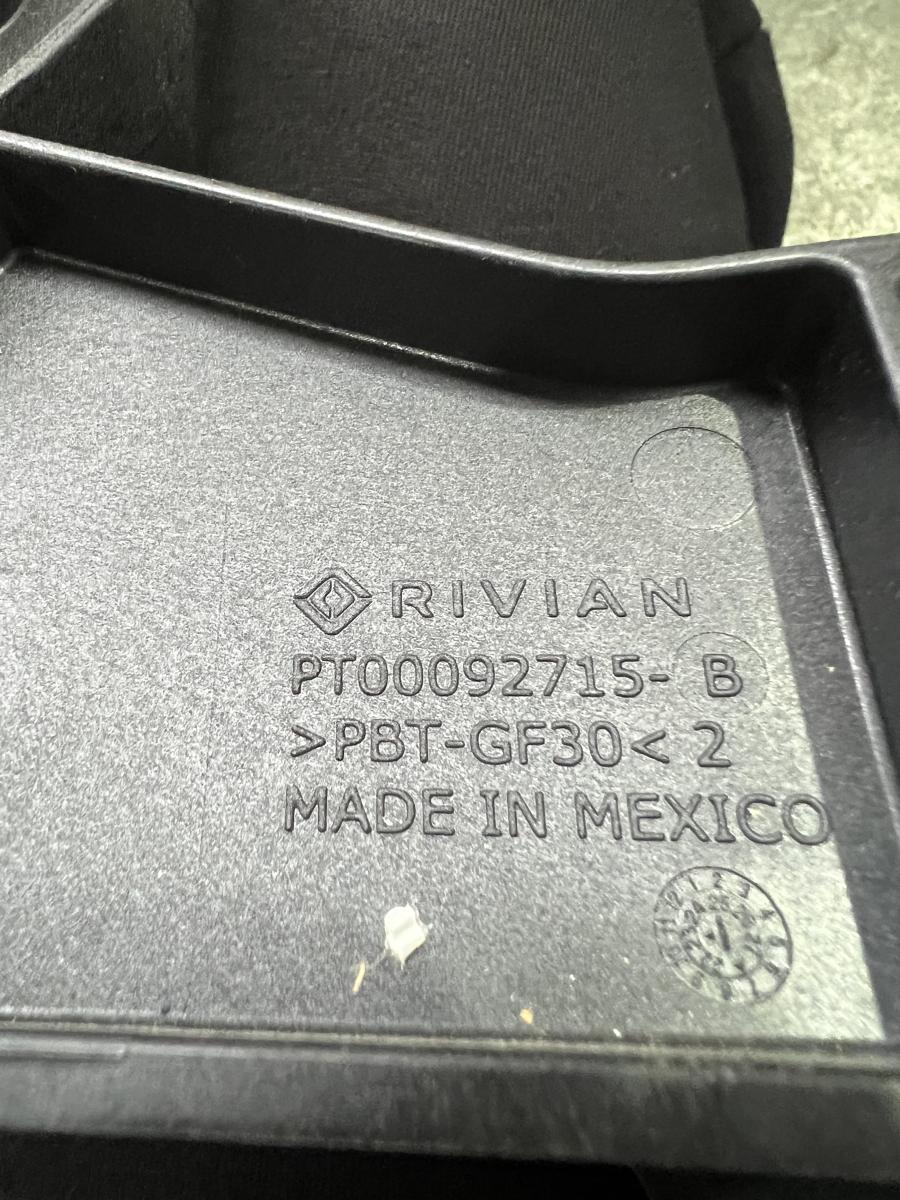 RIVIAN
PT00092715- B
>PBT-GF30< 2
MADE IN MEXICO